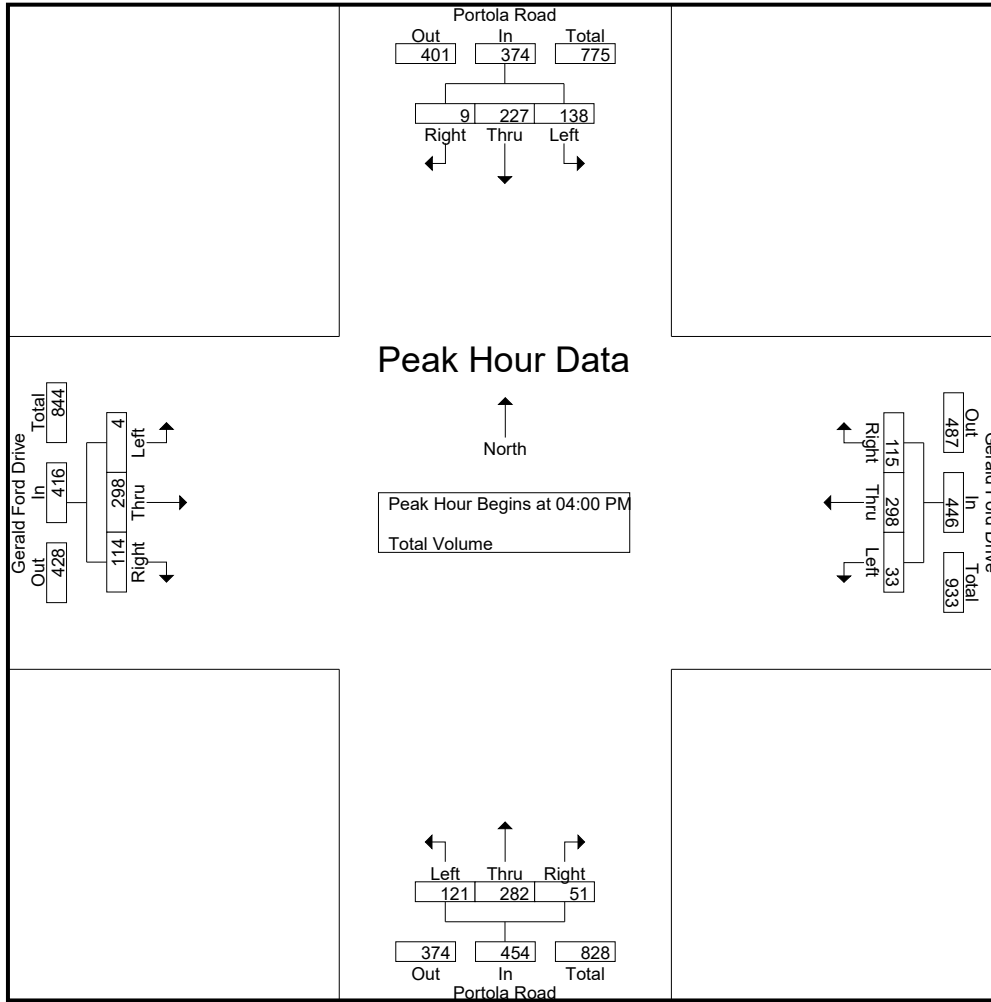 Portola Road
Out In Total
401 374 775
9 227 138
Right Thru Left
Peak Hour Data
North
Peak Hour Begins at 04:00 PM
Total Volume
Gerald Ford Drive
Total In Out
844 416 428
4 298 114
Left Thru Right
Gerald Ford Drive
Out In Total
487 446 933
115 298 33
Right Thru Left
Left Thru Right
121 282 51
374 454 828
Out In Total
Portola Road